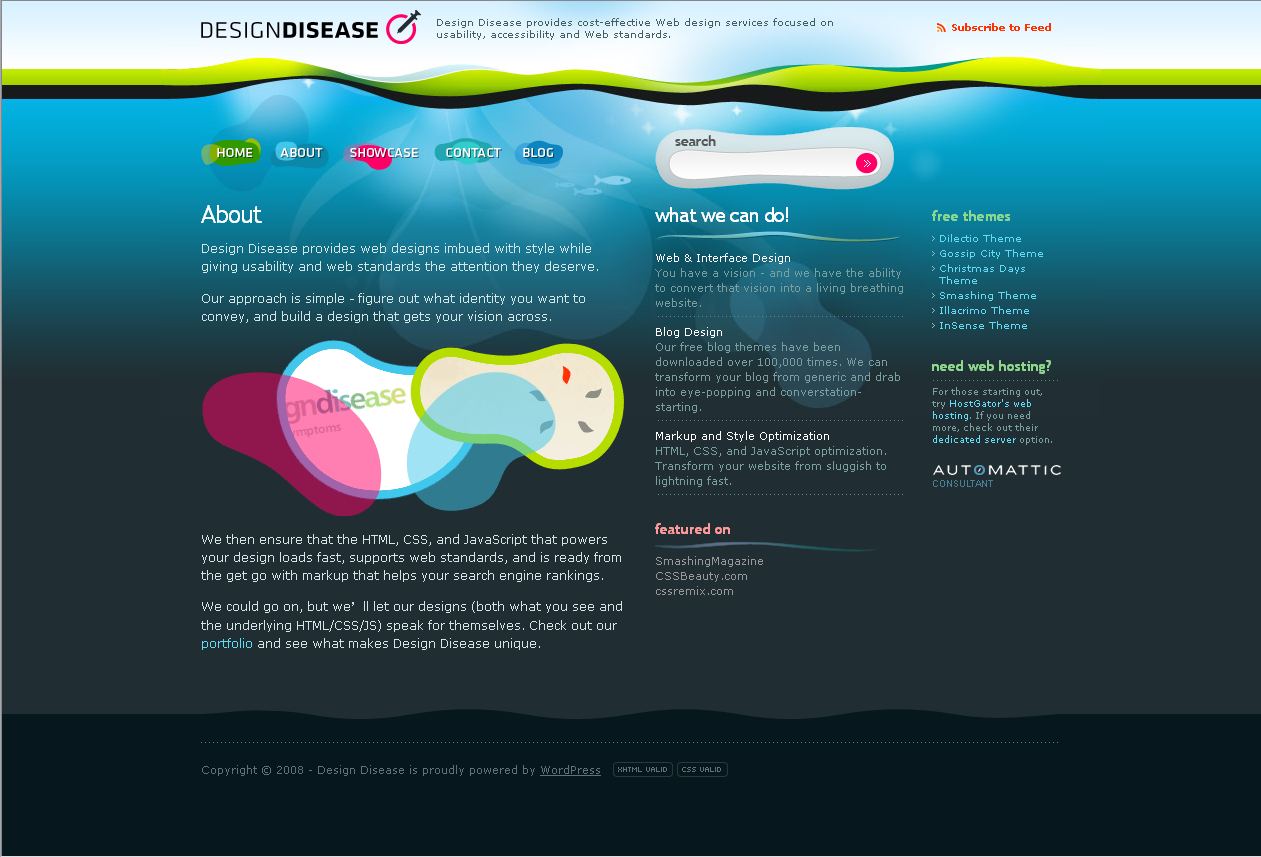 DESIGNDISEASE
Design Disease provides cost-effective Web design services focused on
usability, accessibility and Web standards.
Subscribe to Feed
HOME
ABOUT
SHOWCASE
CONTACT
BLOG
search
About
Design Disease provides web designs imbued with style while
giving usability and web standards the attention they deserve.
Our approach is simple - figure out what identity you want to
convey, and build a design that gets your vision across.
gndisease
ymptoms
We then ensure that the HTML, CSS, and JavaScript that powers
your design loads fast, supports web standards, and is ready from
the get go with markup that helps your search engine rankings.
We could go on, but we’ll let our designs (both what you see and
the underlying HTML/CSS/JS) speak for themselves. Check out our
portfolio and see what makes Design Disease unique.
what we can do!
Web & Interface Design
You have a vision - and we have the ability
to convert that vision into a living breathing
website.
Blog Design
Our free blog themes have been
downloaded over 100,000 times. We can
transform your blog from generic and drab
into eye-popping and converstation-
starting.
Markup and Style Optimization
HTML, CSS, and JavaScript optimization.
Transform your website from sluggish to
lightning fast.
featured on
SmashingMagazine
CSSBeauty.com
cssremix.com
free themes
Dilectio Theme
Gossip City Theme
Christmas Days
Theme
Smashing Theme
Illacrimo Theme
InSense Theme
need web hosting?
For those starting out,
try HostGator's web
hosting. If you need
more, check out their
dedicated server option.
AUTOMATTIC
CONSULTANT
Copyright © 2008 - Design Disease is proudly powered by WordPress
XHTML VALID
CSS VALID